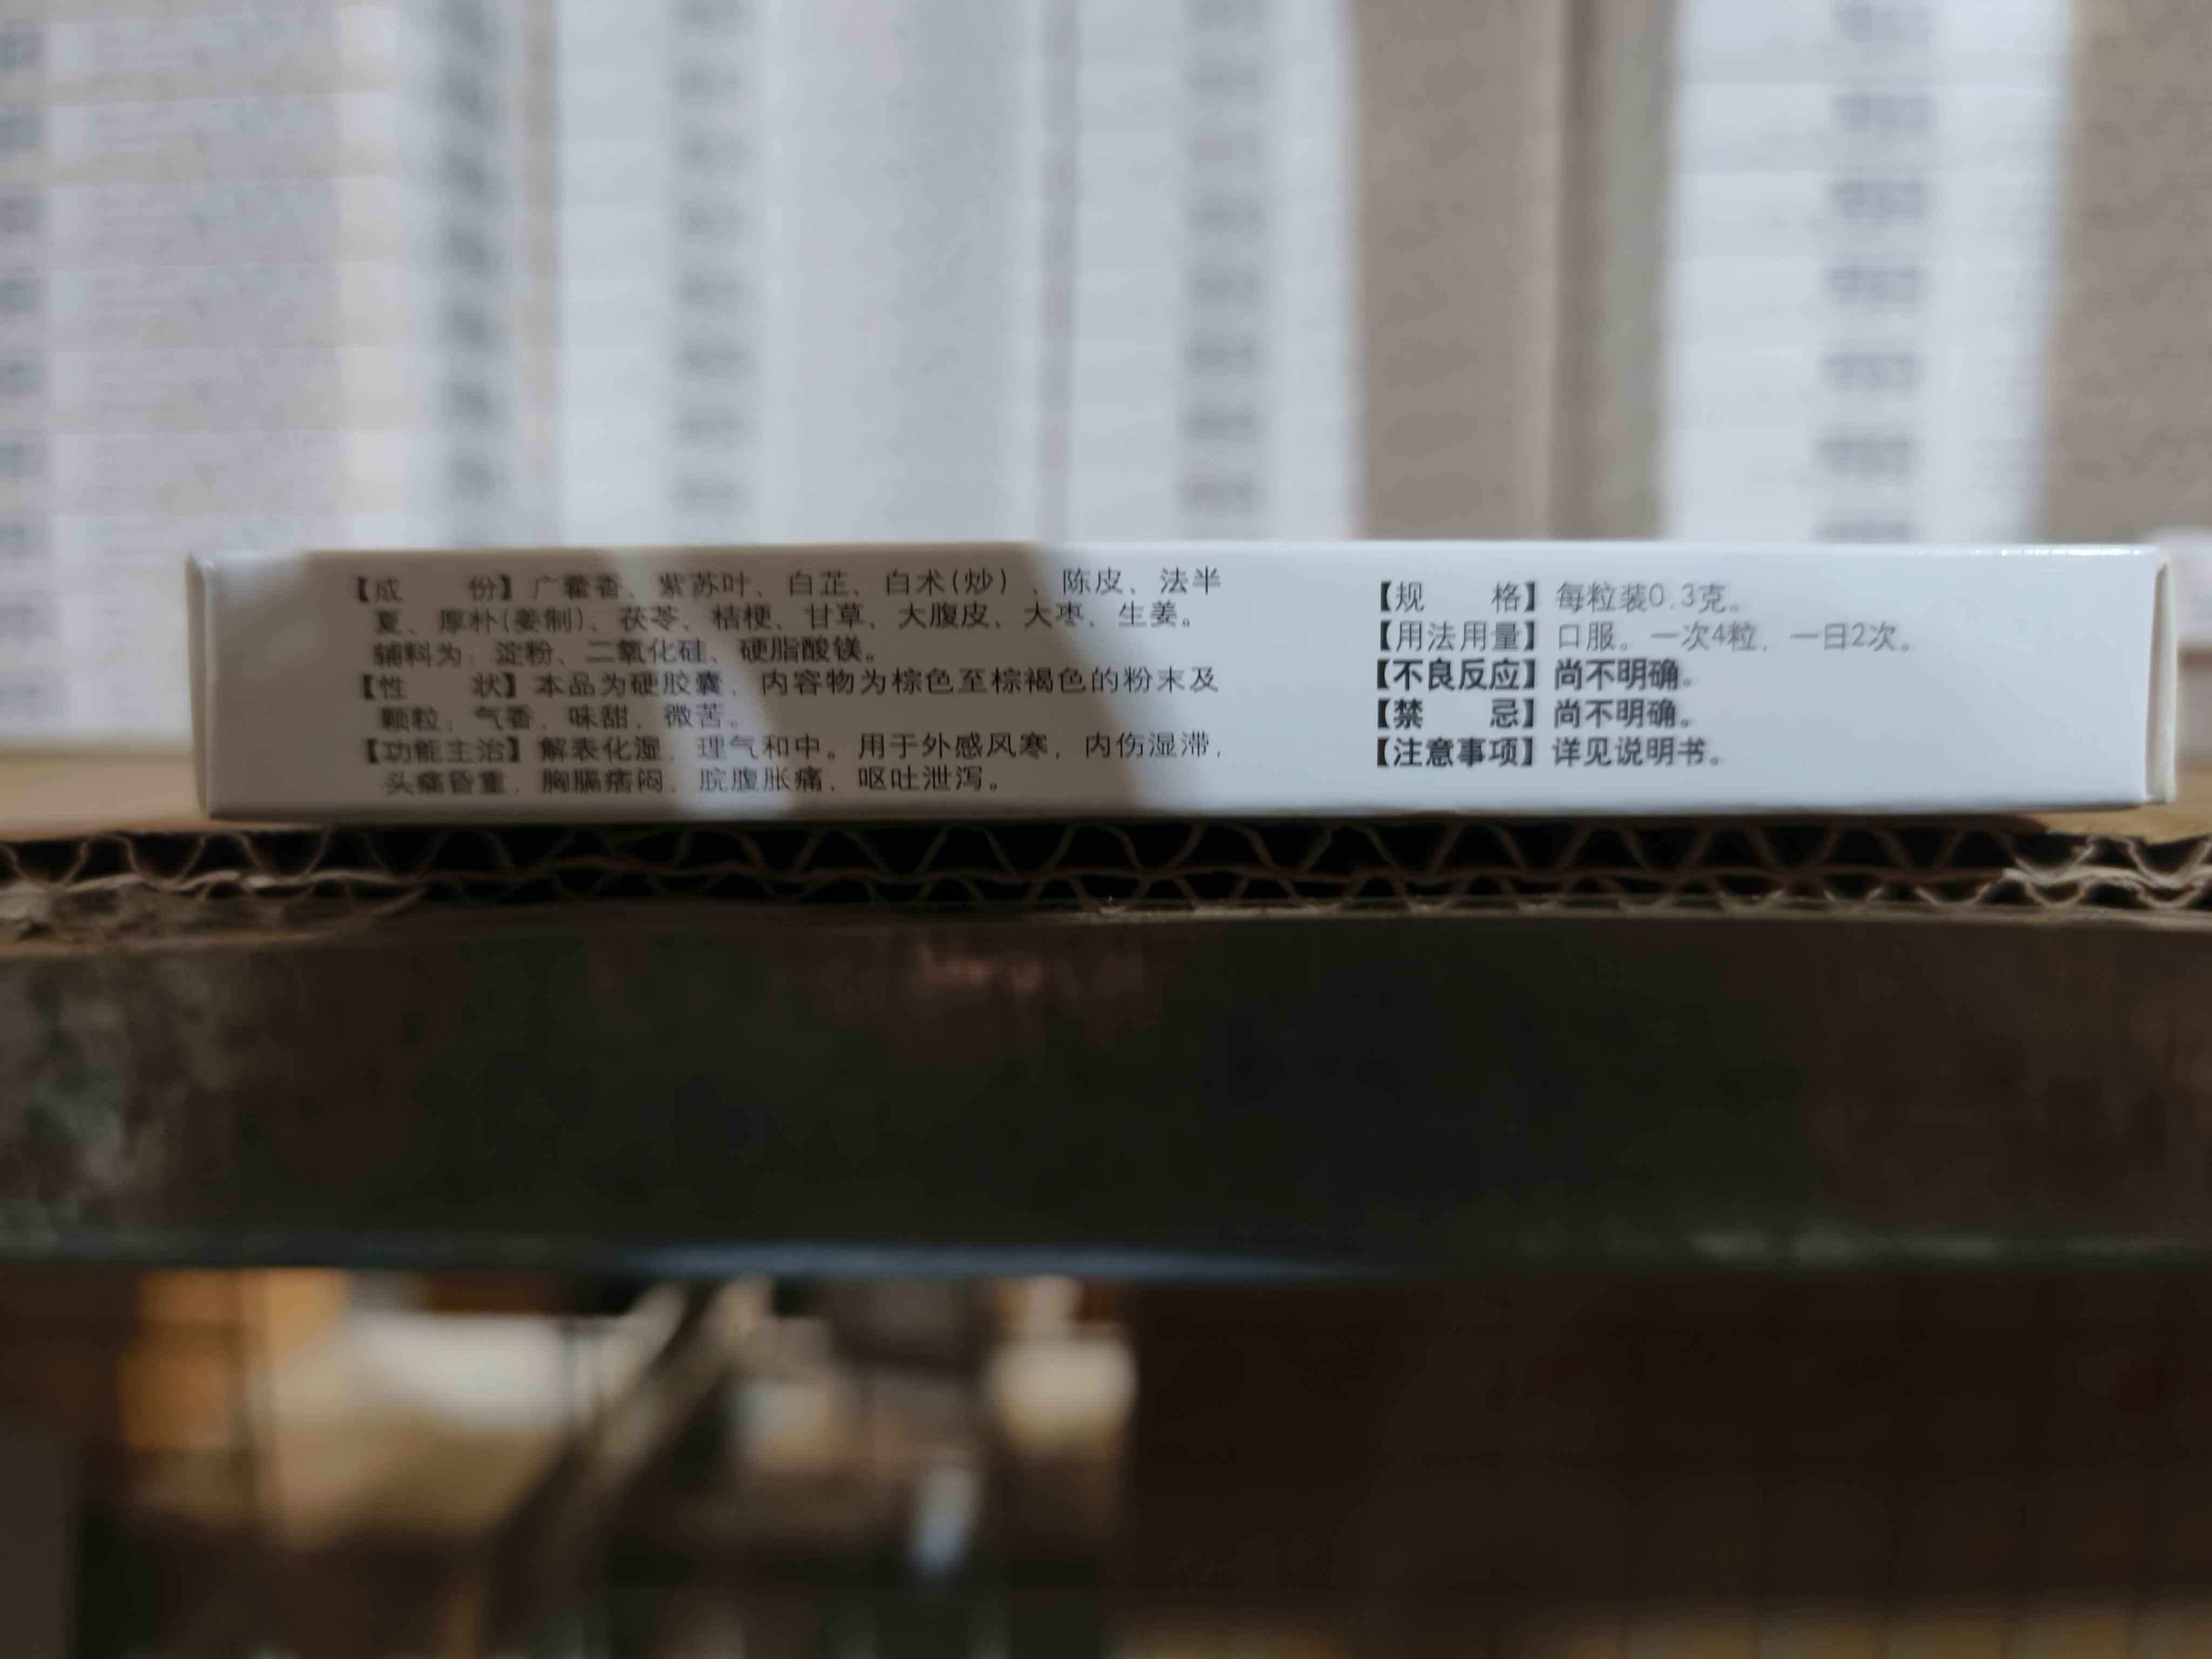 【成　　份】广藿香、紫苏叶、白芷、白术(炒)、陈皮、法半
夏、厚朴(姜制)、茯苓、桔梗、甘草、大腹皮、大枣、生姜。
辅料为：淀粉、二氧化硅、硬脂酸镁。
【性　　状】本品为硬胶囊，内容物为棕色至棕褐色的粉末及
颗粒；气香，味甜，微苦。
【功能主治】解表化湿，理气和中。用于外感风寒，内伤湿滞，
头痛昏重，胸膈痞闷，脘腹胀痛，呕吐泄泻。
【规　　格】每粒装0.3克。
【用法用量】口服。一次4粒，一日2次。
【不良反应】尚不明确。
【禁　　忌】尚不明确。
【注意事项】详见说明书。